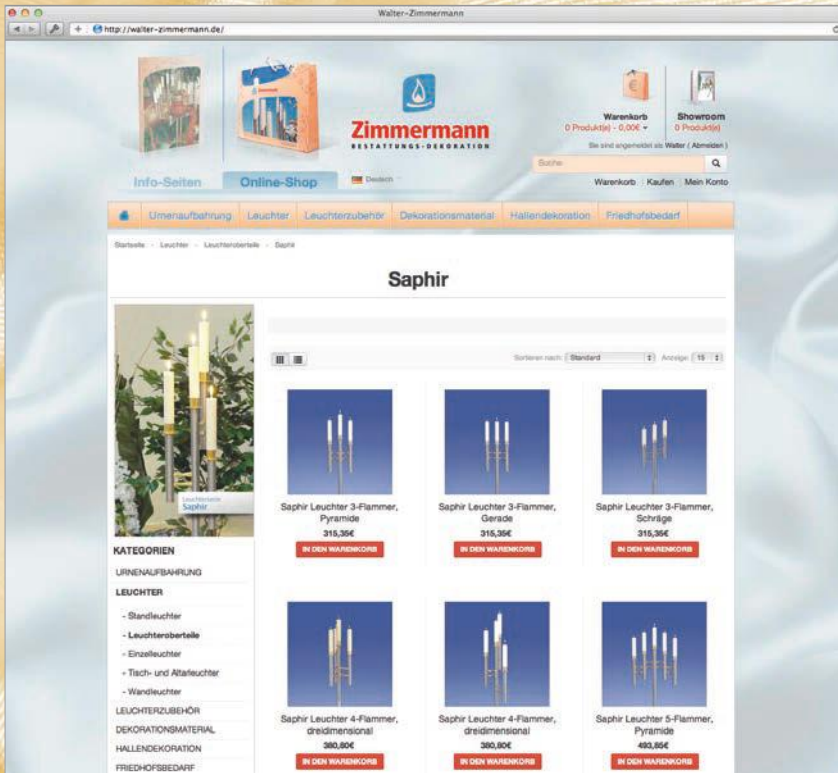 Walter-Zimmermann
http://walter-zimmermann.de/
Zimmermann
BESTATTUNGS-DEKORATION
Warenkorb
0 Produkt(e) - 0,00€
Showroom
0 Produkt(e)
Sie sind angemeldet als Walter ( Abmelden )
Suche
Info-Seiten
Online-Shop
Deutsch
Warenkorb
Kaufen
Mein Konto
Urnenaufbahrung
Leuchter
Leuchterzubehör
Dekorationsmaterial
Hallendekoration
Friedhofsbedarf
Startseite - Leuchter - Leuchteroberteile - Saphir
Saphir
Sortieren nach: Standard
Anzeige: 15
Leuchterserie
Saphir
Saphir Leuchter 3-Flammer,
Pyramide
315,35€
IN DEN WARENKORB
Saphir Leuchter 3-Flammer,
Gerade
315,35€
IN DEN WARENKORB
Saphir Leuchter 3-Flammer,
Schräge
315,35€
IN DEN WARENKORB
KATEGORIEN
URNENAUFBAHRUNG
LEUCHTER
- Standleuchter
- Leuchteroberteile
- Einzelleuchter
- Tisch- und Altarleuchter
- Wandleuchter
LEUCHTERZUBEHÖR
DEKORATIONSMATERIAL
HALLENDEKORATION
FRIEDHOFSBEDARF
Saphir Leuchter 4-Flammer,
dreidimensional
380,80€
IN DEN WARENKORB
Saphir Leuchter 4-Flammer,
dreidimensional
380,80€
IN DEN WARENKORB
Saphir Leuchter 5-Flammer,
Pyramide
493,85€
IN DEN WARENKORB